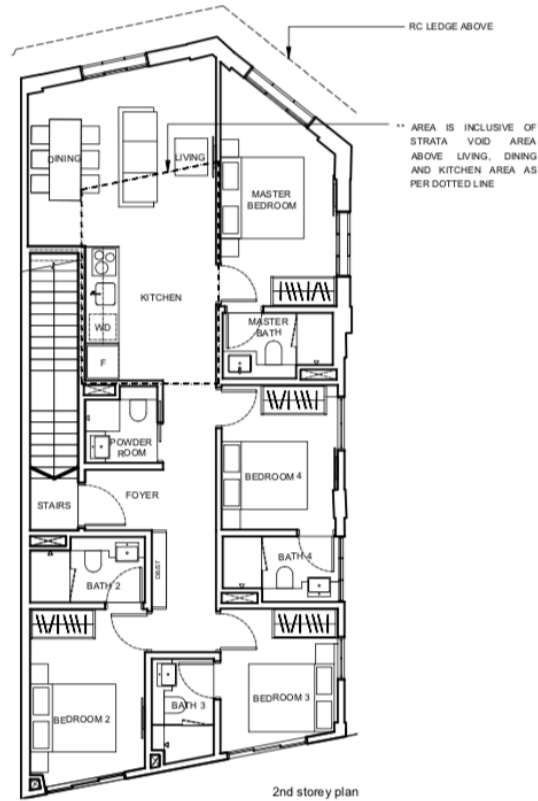 RC LEDGE ABOVE
** AREA IS INCLUSIVE OF
STRATA VOID AREA
ABOVE LIVING, DINING
AND KITCHEN AREA AS
PER DOTTED LINE
DINING
LIVING
MASTER
BEDROOM
KITCHEN
WD
F
MASTER
BATH
POWDER
ROOM
BEDROOM 4
STAIRS
FOYER
BATH 4
BATH 2
DB/ST
BEDROOM 2
BATH 3
BEDROOM 3
2nd storey plan